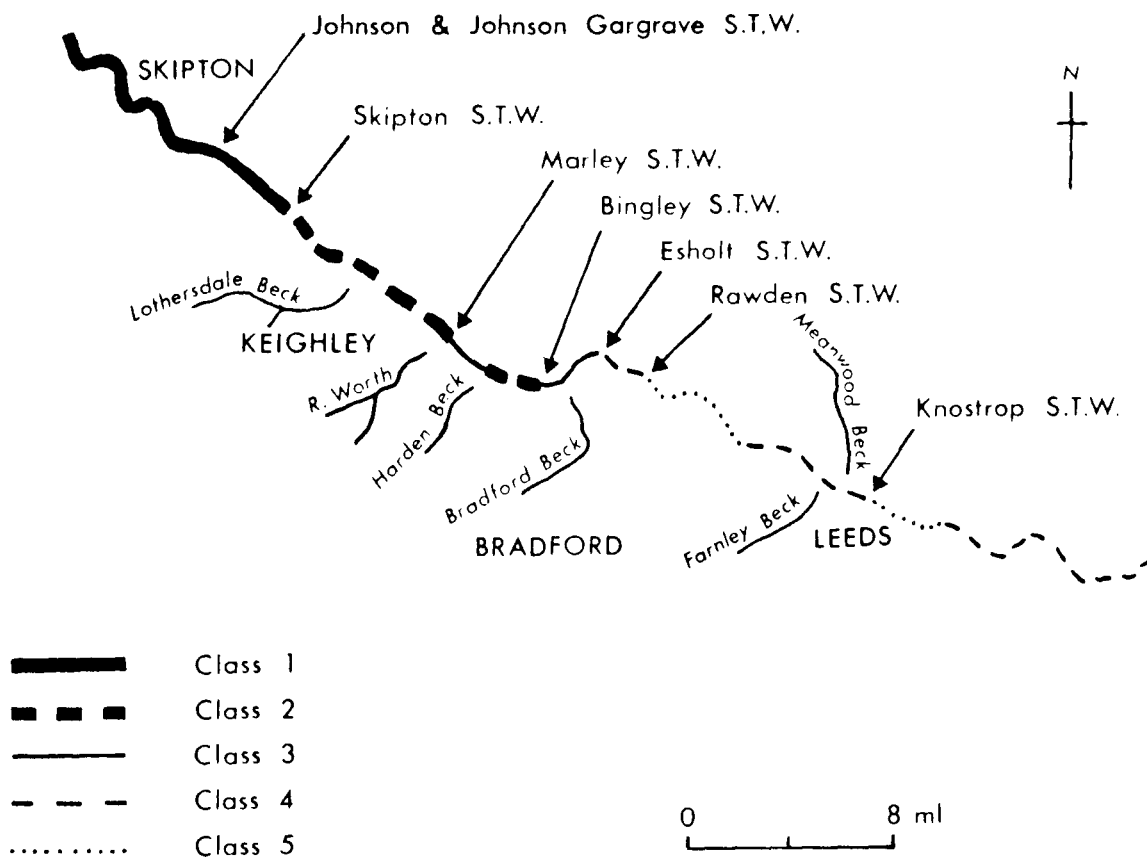 Johnson & Johnson Gargrave S.T.W.
SKIPTON
N
Skipton S.T.W.
Marley S.T.W.
Bingley S.T.W.
Esholt S.T.W.
Rawden S.T.W.
Lothersdale Beck
KEIGHLEY
Meanwood Beck
R. Worth
Harden Beck
Knostrop S.T.W.
Bradford Beck
BRADFORD
Farnley Beck
LEEDS
Class 1
Class 2
Class 3
Class 4
Class 5
0 8 ml